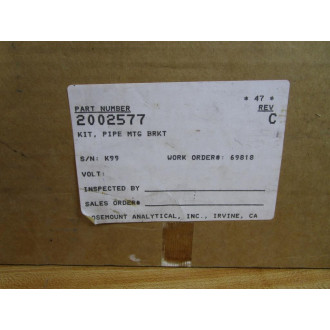 * 47 *
PART NUMBER REV
2002577 C
KIT, PIPE MTG BRKT
S/N: K99 WORK ORDER#: 69818
VOLT:
INSPECTED BY
SALES ORDER#
ROSEMOUNT ANALYTICAL, INC., IRVINE, CA